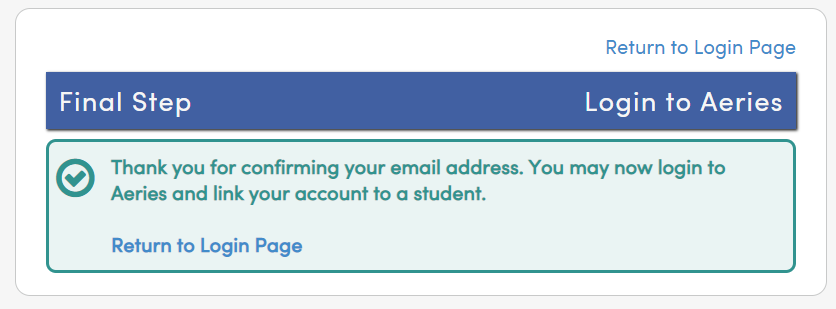 Return to Login Page
Final Step Login to Aeries
Thank you for confirming your email address. You may now login to
Aeries and link your account to a student.
Return to Login Page